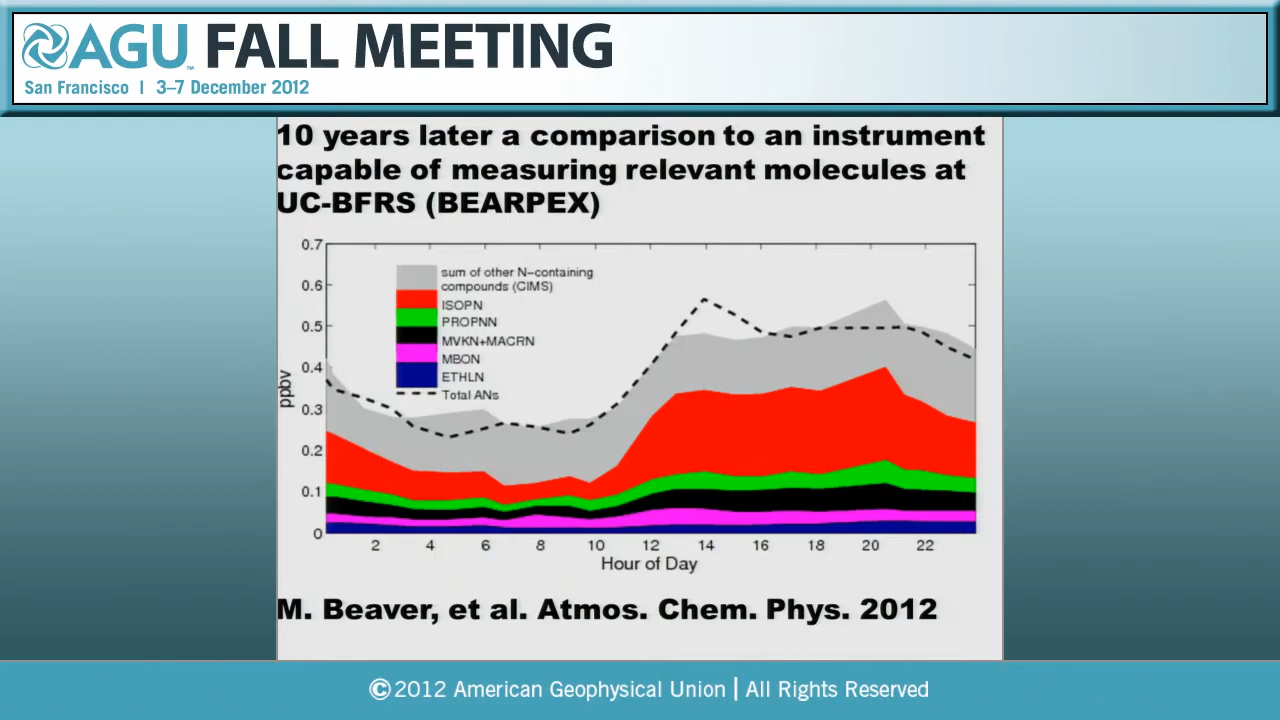 AGU™ FALL MEETING
San Francisco | 3–7 December 2012
10 years later a comparison to an instrument
capable of measuring relevant molecules at
UC-BFRS (BEARPEX)
0.7
0.6
0.5
0.4
0.3
0.2
0.1
0
ppbv
sum of other N−containing
compounds (CIMS)
ISOPN
PROPNN
MVKN+MACRN
MBON
ETHLN
Total ANs
2 4 6 8 10 12 14 16 18 20 22
Hour of Day
M. Beaver, et al. Atmos. Chem. Phys. 2012
©2012 American Geophysical Union | All Rights Reserved